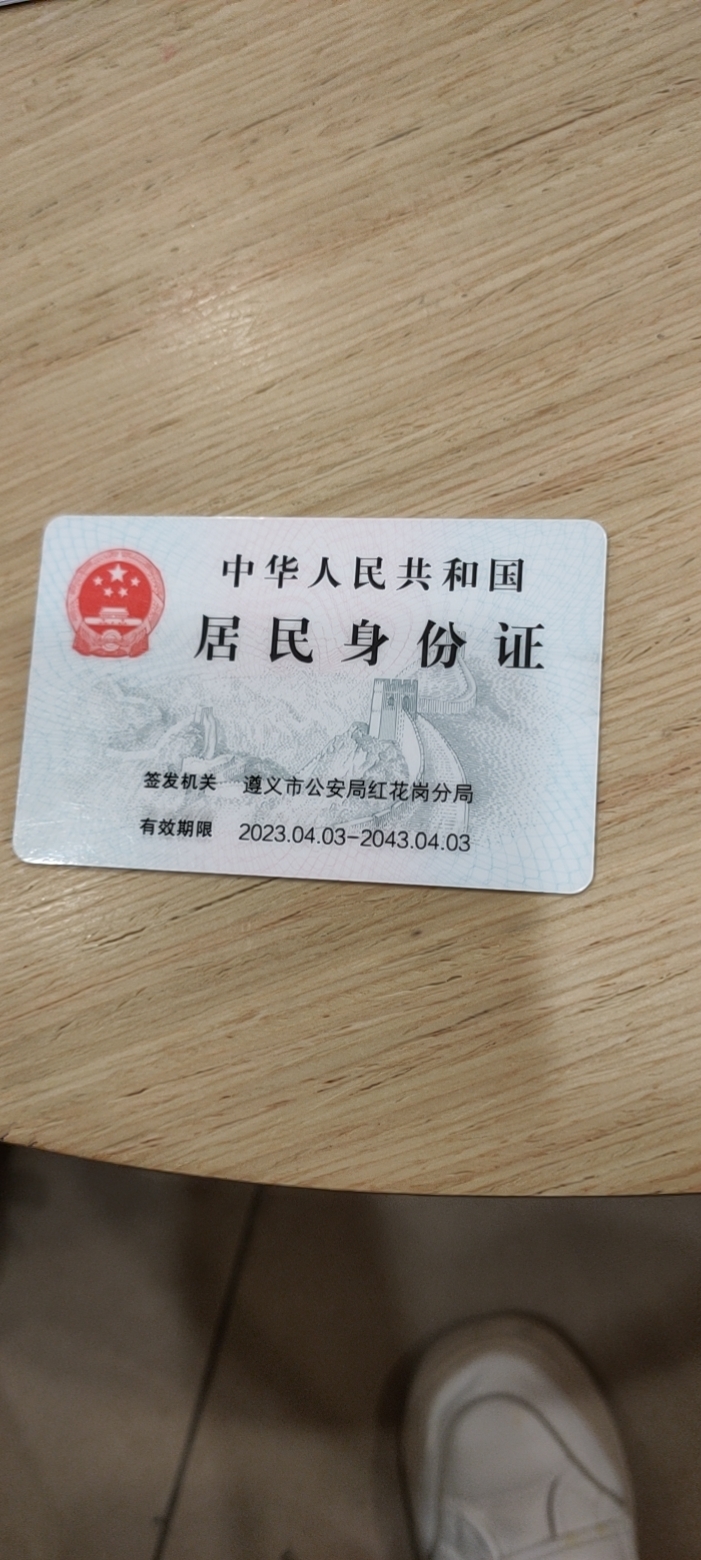 中华人民共和国
居民身份证
签发机关 遵义市公安局红花岗分局
有效期限 2023.04.03-2043.04.03